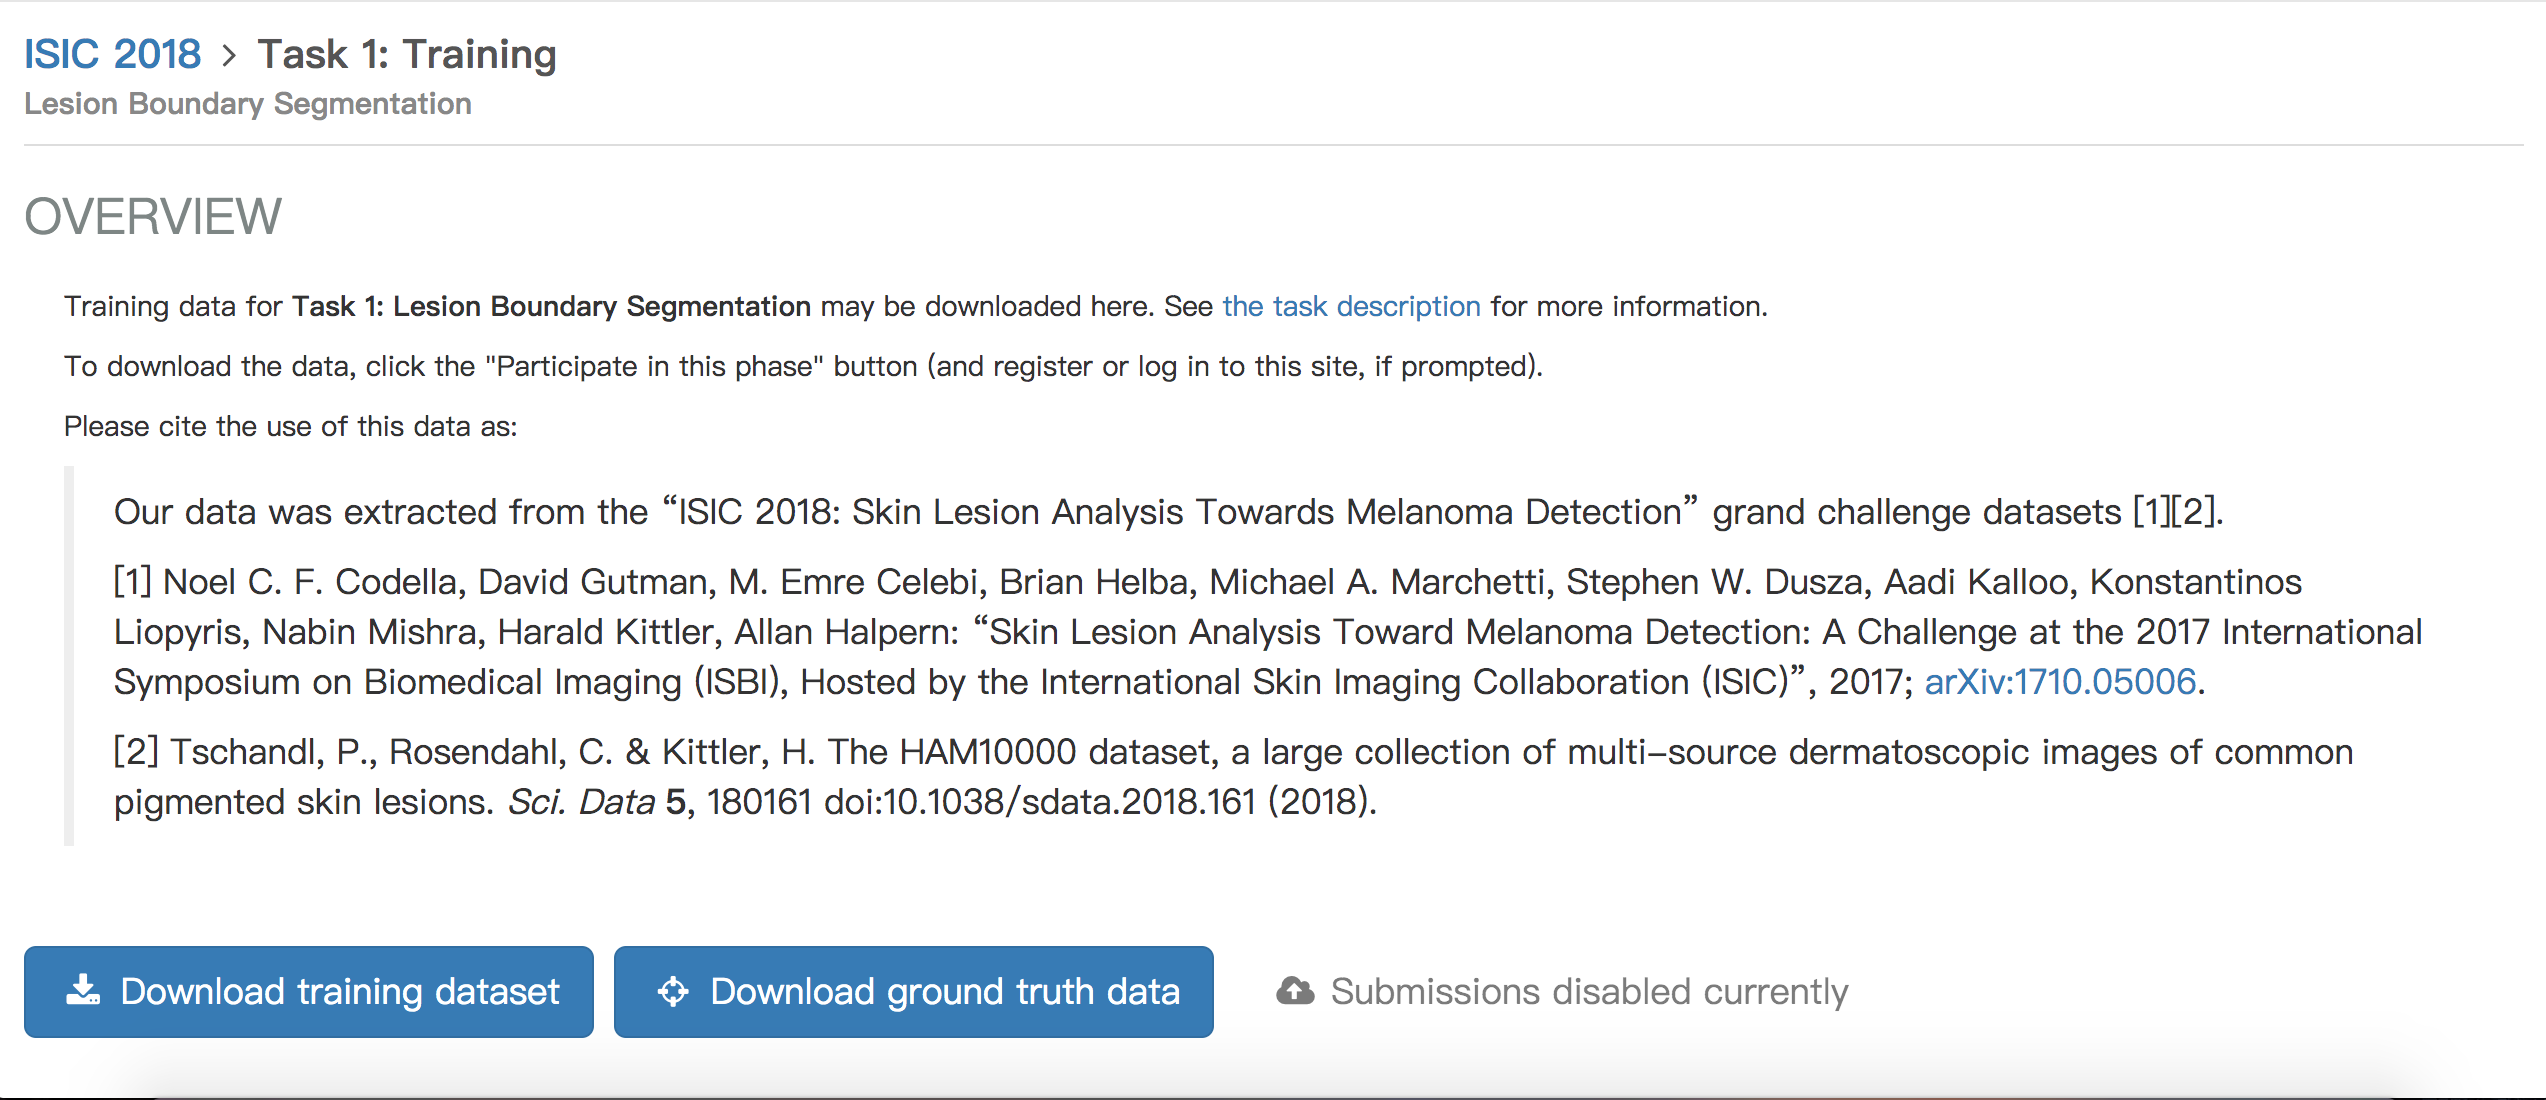 ISIC 2018 > Task 1: Training
Lesion Boundary Segmentation
OVERVIEW
Training data for Task 1: Lesion Boundary Segmentation may be downloaded here. See the task description for more information.
To download the data, click the "Participate in this phase" button (and register or log in to this site, if prompted).
Please cite the use of this data as:
Our data was extracted from the “ISIC 2018: Skin Lesion Analysis Towards Melanoma Detection” grand challenge datasets [1][2].
[1] Noel C. F. Codella, David Gutman, M. Emre Celebi, Brian Helba, Michael A. Marchetti, Stephen W. Dusza, Aadi Kalloo, Konstantinos
Liopyris, Nabin Mishra, Harald Kittler, Allan Halpern: “Skin Lesion Analysis Toward Melanoma Detection: A Challenge at the 2017 International
Symposium on Biomedical Imaging (ISBI), Hosted by the International Skin Imaging Collaboration (ISIC)”, 2017; arXiv:1710.05006.
[2] Tschandl, P., Rosendahl, C. & Kittler, H. The HAM10000 dataset, a large collection of multi-source dermatoscopic images of common
pigmented skin lesions. Sci. Data 5, 180161 doi:10.1038/sdata.2018.161 (2018).
Download training dataset
Download ground truth data
Submissions disabled currently